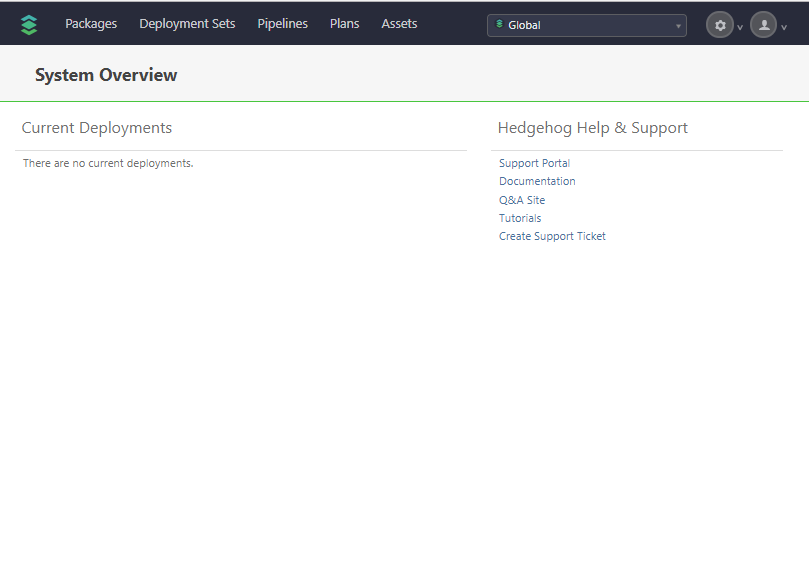 Packages Deployment Sets Pipelines Plans Assets Global
System Overview
Current Deployments
There are no current deployments.
Hedgehog Help & Support
Support Portal
Documentation
Q&A Site
Tutorials
Create Support Ticket